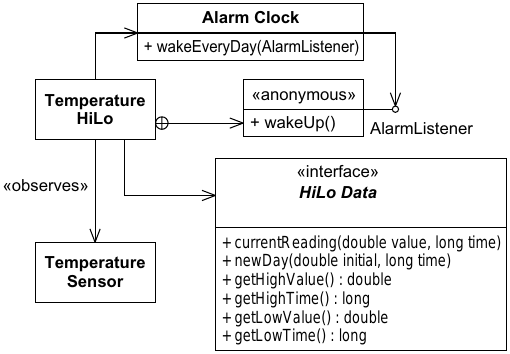 Alarm Clock
+ wakeEveryDay(AlarmListener)
Temperature
HiLo
«anonymous»
+ wakeUp()
AlarmListener
«observes»
«interface»
HiLo Data
+ currentReading(double value, long time)
+ newDay(double initial, long time)
+ getHighValue() : double
+ getHighTime() : long
+ getLowValue() : double
+ getLowTime() : long
Temperature
Sensor